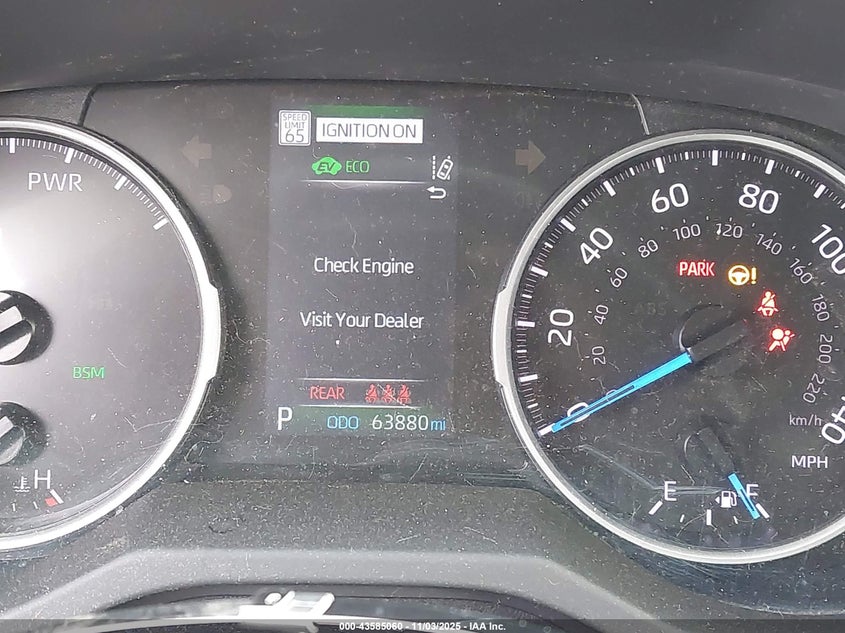 SPEED LIMIT 65
IGNITION ON
EV ECO
Check Engine
Visit Your Dealer
REAR
P ODO 63880 mi
PWR
BSM
H
0 20 40 60 80 100
20 40 60 80 100 120 140 160 180 200 220
km/h
MPH
PARK
!
ABS
E F
000-43585060 - 11/03/2025 - IAA Inc.